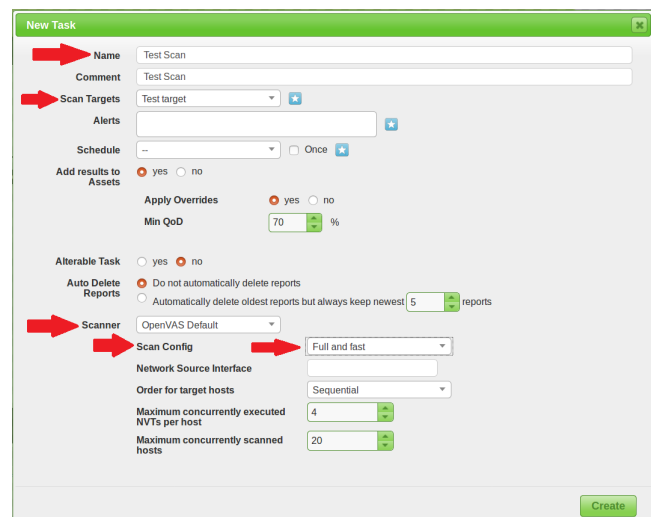 New Task
Name Test Scan
Comment Test Scan
Scan Targets Test target
Alerts
Schedule -- Once
Add results to yes no
Assets
Apply Overrides yes no
Min QoD 70 %
Alterable Task yes no
Auto Delete Do not automatically delete reports
Reports Automatically delete oldest reports but always keep newest 5 reports
Scanner OpenVAS Default
Scan Config Full and fast
Network Source Interface
Order for target hosts Sequential
Maximum concurrently executed 4
NVTs per host
Maximum concurrently scanned 20
hosts
Create